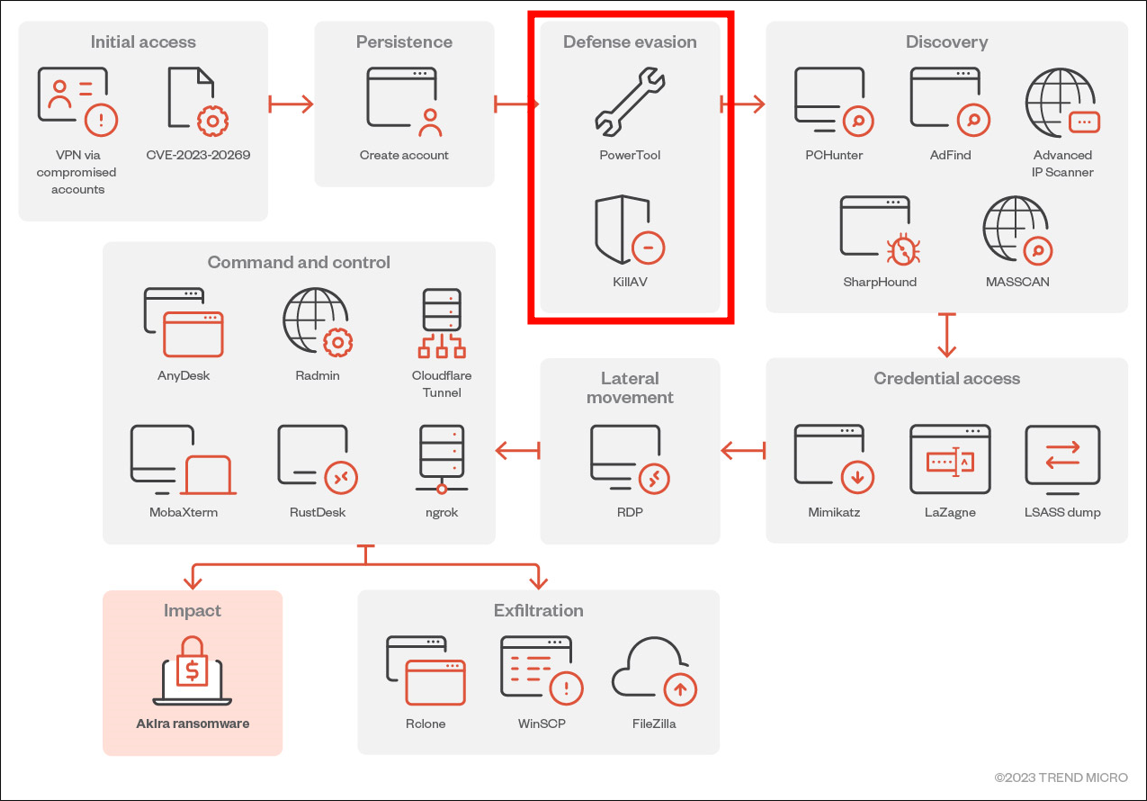 Initial access
VPN via
compromised
accounts
CVE-2023-20269
Persistence
Create account
Defense evasion
PowerTool
KillAV
Discovery
PCHunter
AdFind
Advanced
IP Scanner
SharpHound
MASSCAN
Command and control
AnyDesk
Radmin
Cloudflare
Tunnel
MobaXterm
RustDesk
ngrok
Lateral
movement
RDP
Credential access
Mimikatz
LaZagne
LSASS dump
Impact
Akira ransomware
Exfiltration
Rclone
WinSCP
FileZilla
©2023 TREND MICRO